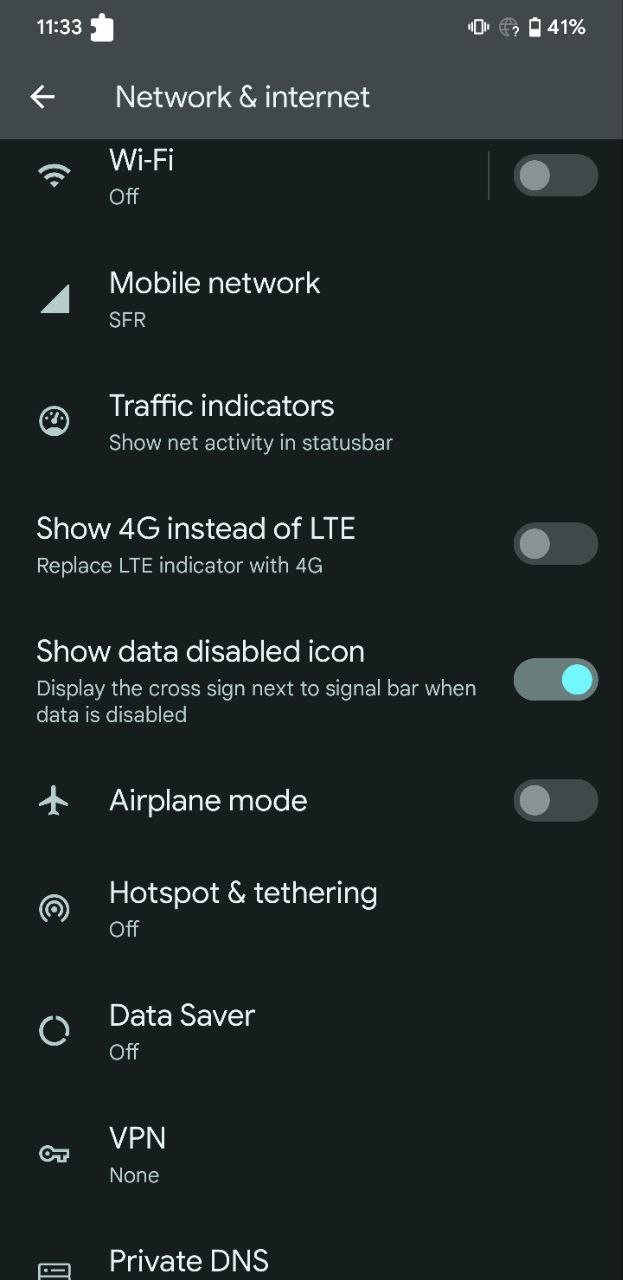 11:33
? 41%
Network & internet
Wi-Fi
Off
Mobile network
SFR
Traffic indicators
Show net activity in statusbar
Show 4G instead of LTE
Replace LTE indicator with 4G
Show data disabled icon
Display the cross sign next to signal bar when
data is disabled
Airplane mode
Hotspot & tethering
Off
Data Saver
Off
VPN
None
Private DNS